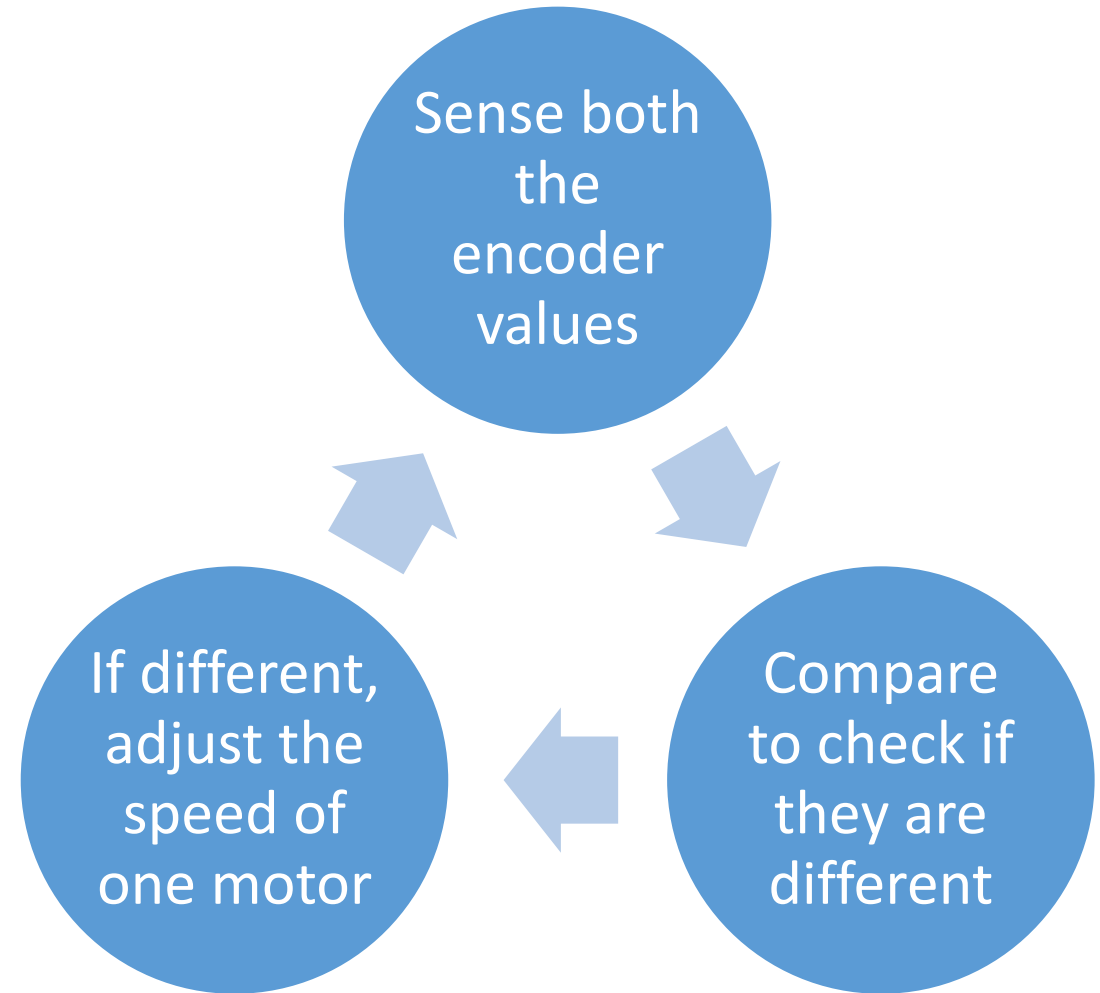 Sense both
the
encoder
values
Compare
to check if
they are
different
If different,
adjust the
speed of
one motor